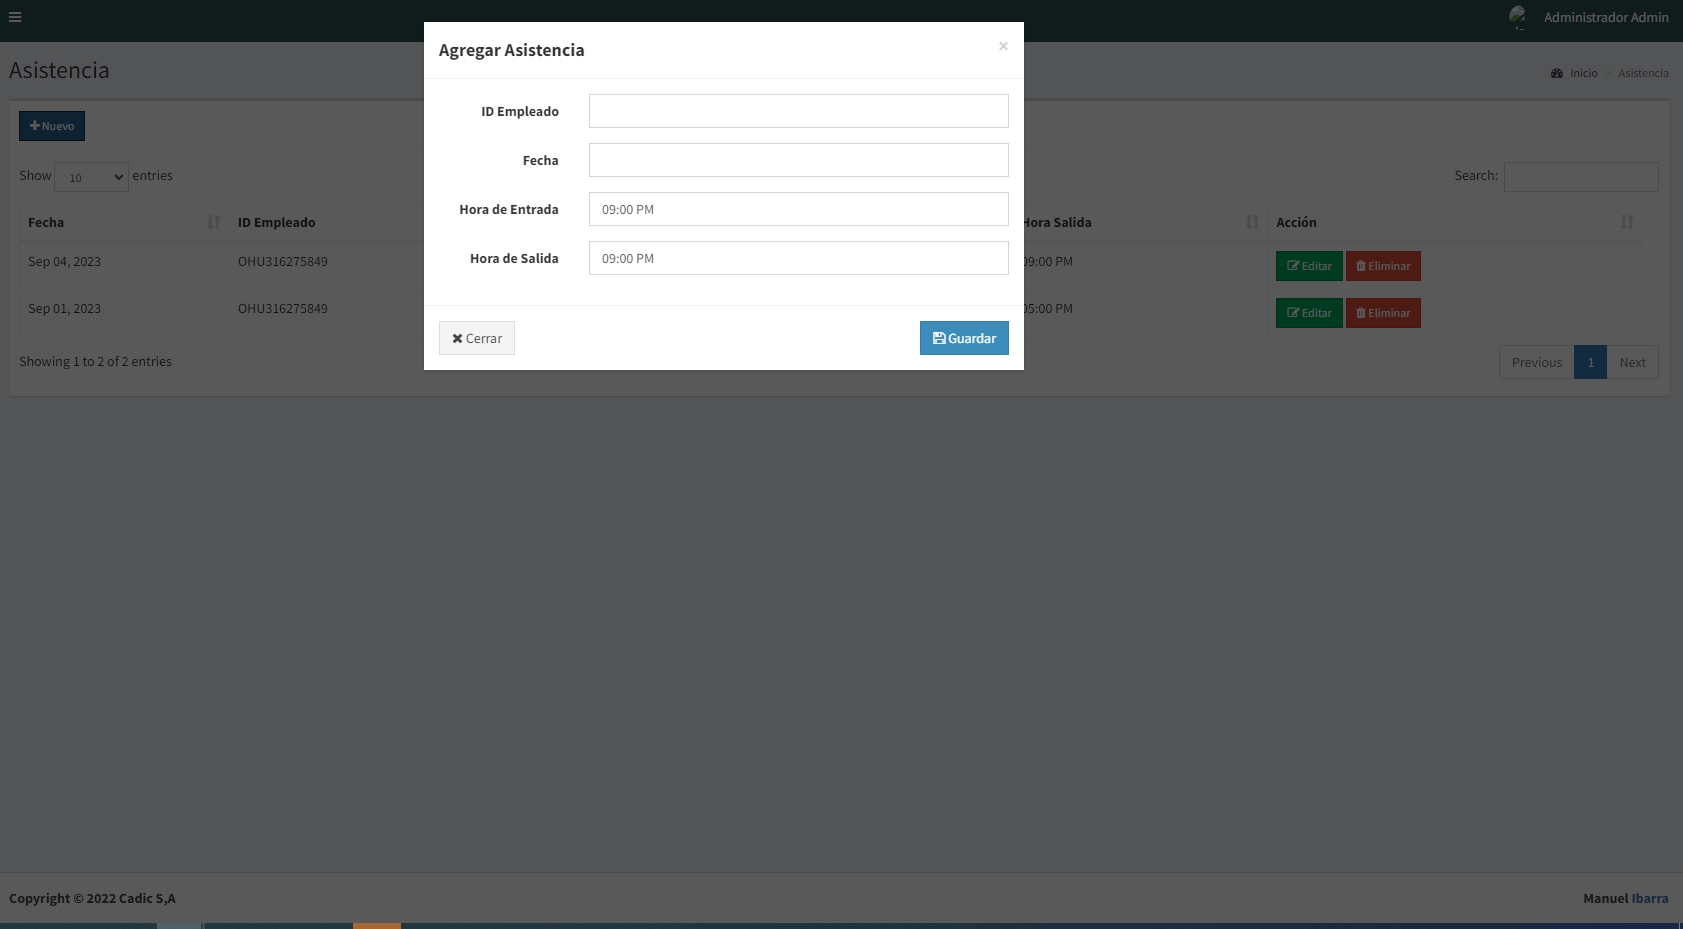 Administrador Admin
Agregar Asistencia
×
Asistencia
Inicio > Asistencia
ID Empleado
Nuevo
Fecha
Show 10 entries
Search:
Hora de Entrada 09:00 PM
Fecha ID Empleado Hora Salida Acción
Hora de Salida 09:00 PM
Sep 04, 2023 OHU316275849 09:00 PM Editar Eliminar
Sep 01, 2023 OHU316275849 05:00 PM Editar Eliminar
Cerrar Guardar
Showing 1 to 2 of 2 entries
Previous 1 Next
Copyright © 2022 Cadic S,A
Manuel Ibarra